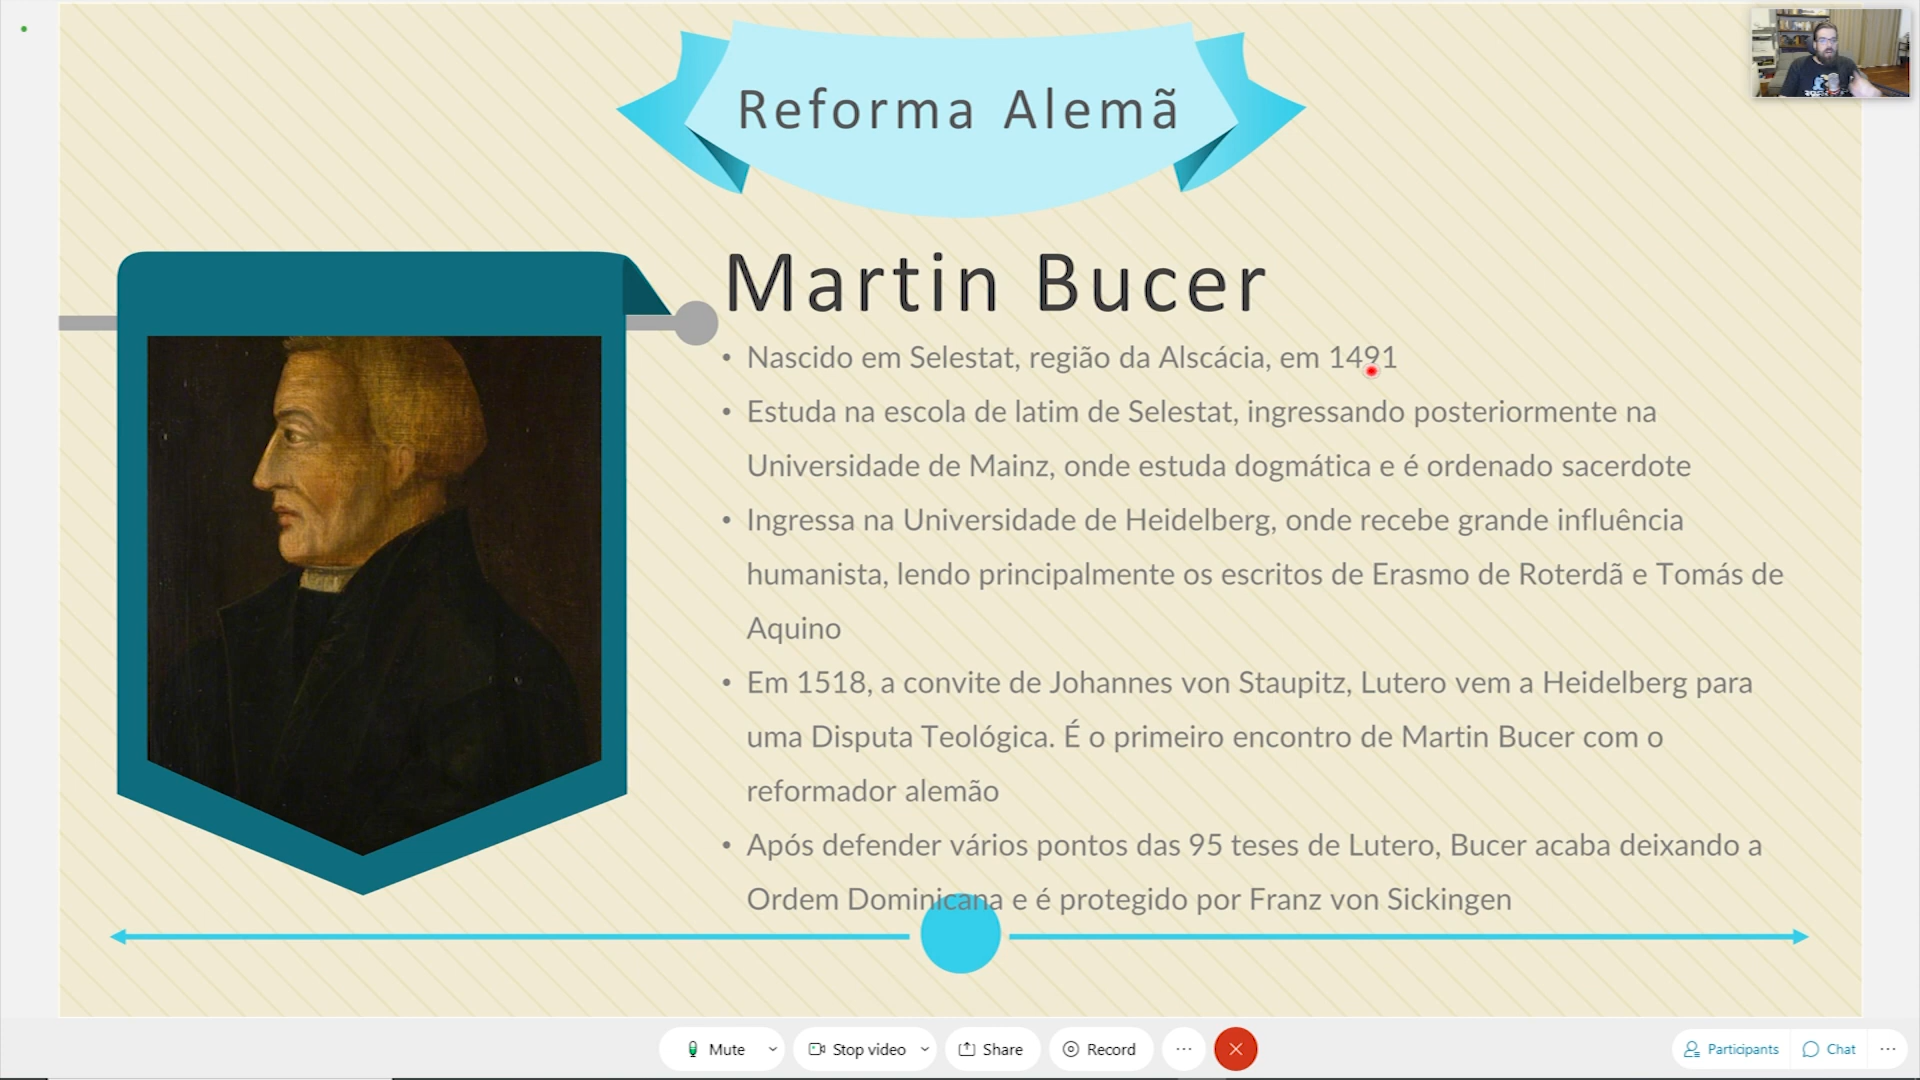 Reforma Alemã
Martin Bucer
• Nascido em Selestat, região da Alscácia, em 1491
• Estuda na escola de latim de Selestat, ingressando posteriormente na
Universidade de Mainz, onde estuda dogmática e é ordenado sacerdote
• Ingressa na Universidade de Heidelberg, onde recebe grande influência
humanista, lendo principalmente os escritos de Erasmo de Roterdã e Tomás de
Aquino
• Em 1518, a convite de Johannes von Staupitz, Lutero vem a Heidelberg para
uma Disputa Teológica. É o primeiro encontro de Martin Bucer com o
reformador alemão
• Após defender vários pontos das 95 teses de Lutero, Bucer acaba deixando a
Ordem Dominicana e é protegido por Franz von Sickingen
Mute
Stop video
Share
Record
Participants
Chat